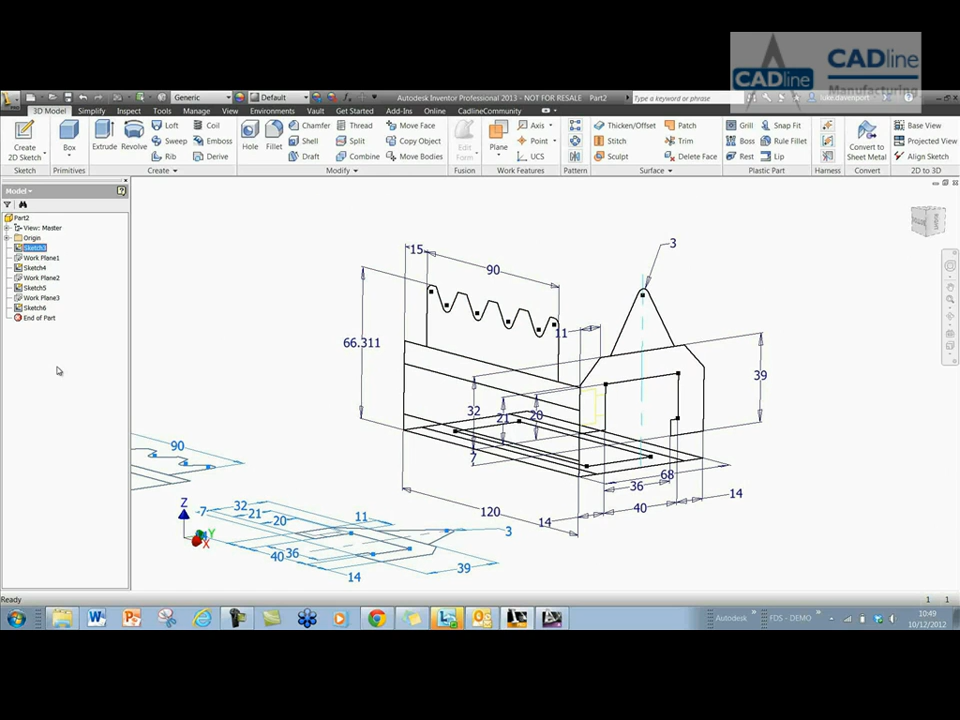 CADline
CADline
Manufacturing
Generic
Default
Autodesk Inventor Professional 2013 - NOT FOR RESALE Part2
Type a keyword or phrase
luke.davenport
3D Model Simplify Inspect Tools Manage View Environments Vault Get Started Add-Ins Online CadlineCommunity
Create
2D Sketch
Box
Extrude
Revolve
Loft
Sweep
Rib
Coil
Emboss
Derive
Hole
Fillet
Chamfer
Shell
Draft
Thread
Split
Combine
Move Face
Copy Object
Move Bodies
Edit
Form
Plane
Axis
Point
UCS
Thicken/Offset
Stitch
Sculpt
Patch
Trim
Delete Face
Grill
Boss
Rest
Snap Fit
Rule Fillet
Lip
Convert to
Sheet Metal
Base View
Projected View
Align Sketch
Sketch Primitives Create Modify Fusion Work Features Pattern Surface Plastic Part Harness Convert 2D to 3D
Model
Part2
View: Master
Origin
Sketch3
Work Plane1
Sketch4
Work Plane2
Sketch5
Work Plane3
Sketch6
End of Part
15
90
3
66.311
11
39
32
21
20
7
68
36
120
40
14
14
90
Z
Y
X
-7
32
21
20
11
3
40
36
39
14
Ready
1
1
Autodesk
FDS - DEMO
10:49
10/12/2012